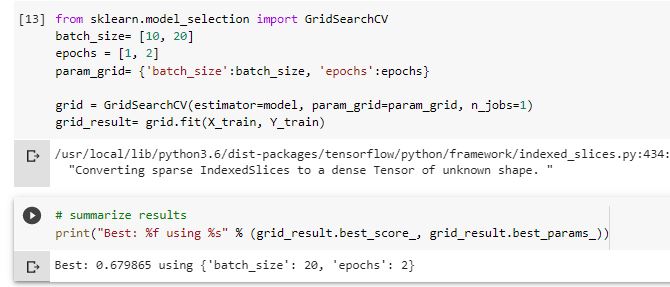 [13] from sklearn.model_selection import GridSearchCV
batch_size= [10, 20]
epochs = [1, 2]
param_grid= {'batch_size':batch_size, 'epochs':epochs}
grid = GridSearchCV(estimator=model, param_grid=param_grid, n_jobs=1)
grid_result= grid.fit(X_train, Y_train)
/usr/local/lib/python3.6/dist-packages/tensorflow/python/framework/indexed_slices.py:434:
"Converting sparse IndexedSlices to a dense Tensor of unknown shape. "
# summarize results
print("Best: %f using %s" % (grid_result.best_score_, grid_result.best_params_))
Best: 0.679865 using {'batch_size': 20, 'epochs': 2}